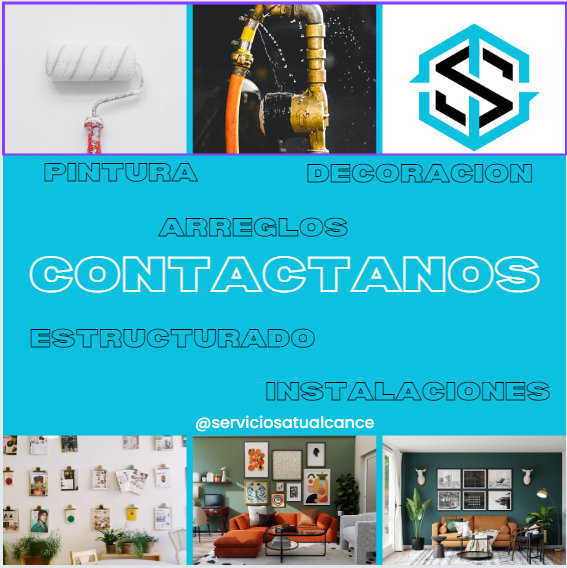 PINTURA
DECORACION
ARREGLOS
CONTACTANOS
ESTRUCTURADO
INSTALACIONES
@serviciosatualcance